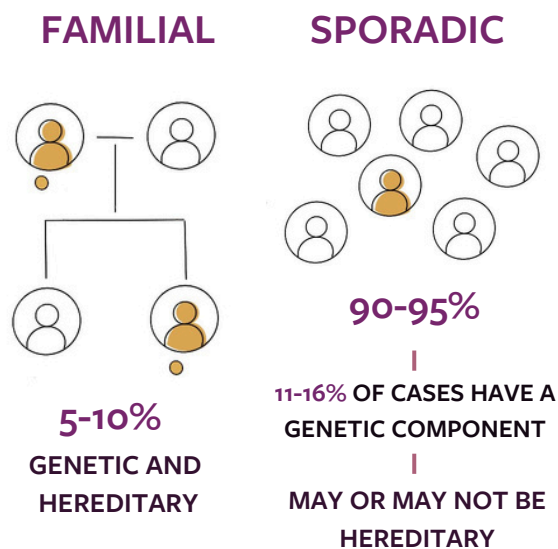 FAMILIAL
5-10%
GENETIC AND
HEREDITARY
SPORADIC
90-95%
11-16% OF CASES HAVE A
GENETIC COMPONENT
MAY OR MAY NOT BE
HEREDITARY